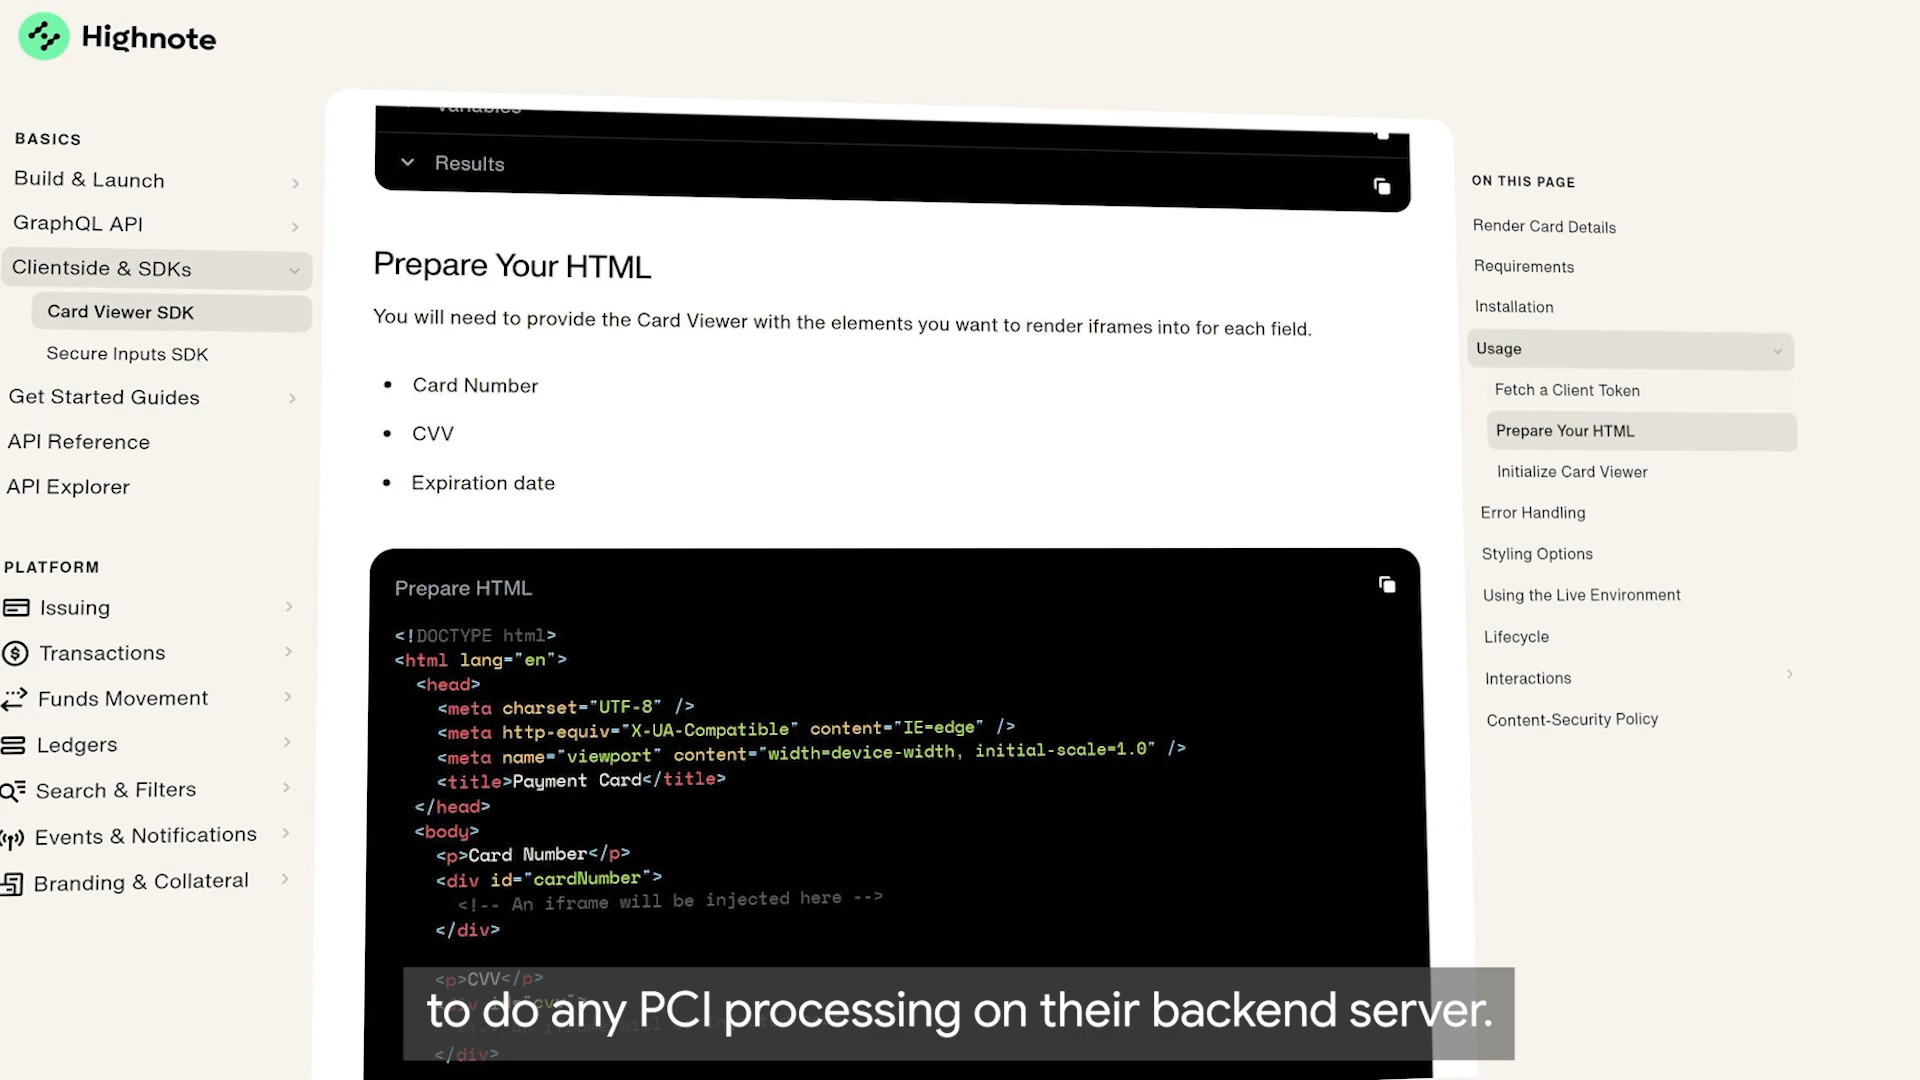 Highnote
BASICS
Build & Launch
GraphQL API
Clientside & SDKs
Card Viewer SDK
Secure Inputs SDK
Get Started Guides
API Reference
API Explorer
PLATFORM
Issuing
Transactions
Funds Movement
Ledgers
Search & Filters
Events & Notifications
Branding & Collateral
Variables
Results
Prepare Your HTML
You will need to provide the Card Viewer with the elements you want to render iframes into for each field.
• Card Number
• CVV
• Expiration date
Prepare HTML
<!DOCTYPE html>
<html lang="en">
<head>
<meta charset="UTF-8" />
<meta http-equiv="X-UA-Compatible" content="IE=edge" />
<meta name="viewport" content="width=device-width, initial-scale=1.0" />
<title>Payment Card</title>
</head>
<body>
<p>Card Number</p>
<div id="cardNumber">
<!-- An iframe will be injected here -->
</div>
<p>CVV</p>
</div>
to do any PCI processing on their backend server.
ON THIS PAGE
Render Card Details
Requirements
Installation
Usage
Fetch a Client Token
Prepare Your HTML
Initialize Card Viewer
Error Handling
Styling Options
Using the Live Environment
Lifecycle
Interactions
Content-Security Policy